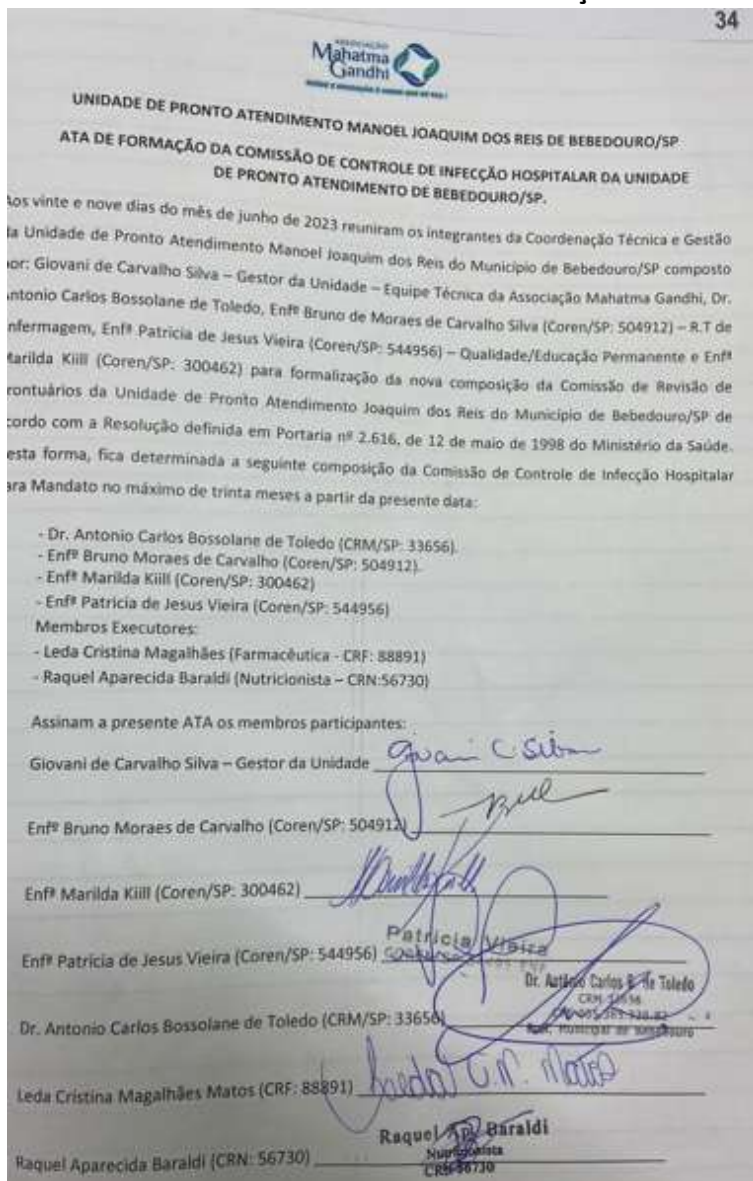 34
ASSOCIAÇÃO
Mahatma
Gandhi
UNIDADE DE PRONTO ATENDIMENTO MANOEL JOAQUIM DOS REIS DE BEBEDOURO/SP
ATA DE FORMAÇÃO DA COMISSÃO DE CONTROLE DE INFECÇÃO HOSPITALAR DA UNIDADE
DE PRONTO ATENDIMENTO DE BEBEDOURO/SP.
Aos vinte e nove dias do mês de junho de 2023 reuniram os integrantes da Coordenação Técnica e Gestão
da Unidade de Pronto Atendimento Manoel Joaquim dos Reis do Município de Bebedouro/SP composto
por: Giovani de Carvalho Silva – Gestor da Unidade – Equipe Técnica da Associação Mahatma Gandhi, Dr.
Antonio Carlos Bossolane de Toledo, Enfº Bruno de Moraes de Carvalho Silva (Coren/SP: 504912) – R.T de
nfermagem, Enfª Patricia de Jesus Vieira (Coren/SP: 544956) – Qualidade/Educação Permanente e Enfª
Marilda Kiill (Coren/SP: 300462) para formalização da nova composição da Comissão de Revisão de
rontuários da Unidade de Pronto Atendimento Joaquim dos Reis do Município de Bebedouro/SP de
cordo com a Resolução definida em Portaria nº 2.616, de 12 de maio de 1998 do Ministério da Saúde.
esta forma, fica determinada a seguinte composição da Comissão de Controle de Infecção Hospitalar
ara Mandato no máximo de trinta meses a partir da presente data:
- Dr. Antonio Carlos Bossolane de Toledo (CRM/SP: 33656).
- Enfº Bruno Moraes de Carvalho (Coren/SP: 504912).
- Enfª Marilda Kiill (Coren/SP: 300462)
- Enfª Patricia de Jesus Vieira (Coren/SP: 544956)
Membros Executores:
- Leda Cristina Magalhães (Farmacêutica - CRF: 88891)
- Raquel Aparecida Baraldi (Nutricionista – CRN:56730)
Assinam a presente ATA os membros participantes:
Giovani de Carvalho Silva – Gestor da Unidade
Enfº Bruno Moraes de Carvalho (Coren/SP: 504912)
Enfª Marilda Kiill (Coren/SP: 300462)
Enfª Patricia de Jesus Vieira (Coren/SP: 544956) Patricia Vieira
Dr. Antônio Carlos B. de Toledo
Dr. Antonio Carlos Bossolane de Toledo (CRM/SP: 33656)
Leda Cristina Magalhães Matos (CRF: 88891) Leda C. M. Matos
Raquel Ap. Baraldi
Nutricionista
Raquel Aparecida Baraldi (CRN: 56730) CRN 56730